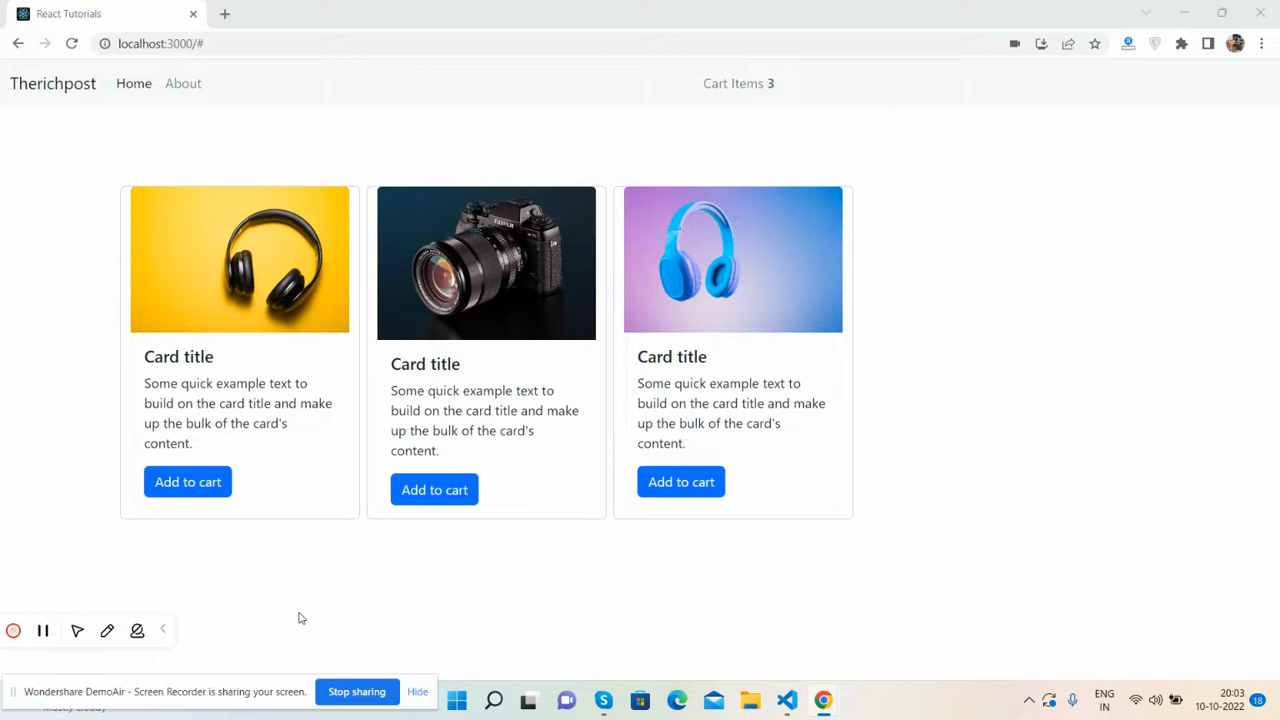 React Tutorials
localhost:3000/#
Therichpost Home About Cart Items 3
FUJIFILM
Card title
Some quick example text to
build on the card title and make
up the bulk of the card's
content.
Add to cart
Card title
Some quick example text to
build on the card title and make
up the bulk of the card's
content.
Add to cart
Card title
Some quick example text to
build on the card title and make
up the bulk of the card's
content.
Add to cart
Wondershare DemoAir - Screen Recorder is sharing your screen. Stop sharing Hide
Mostly cloudy
ENG
IN
20:03
10-10-2022
18